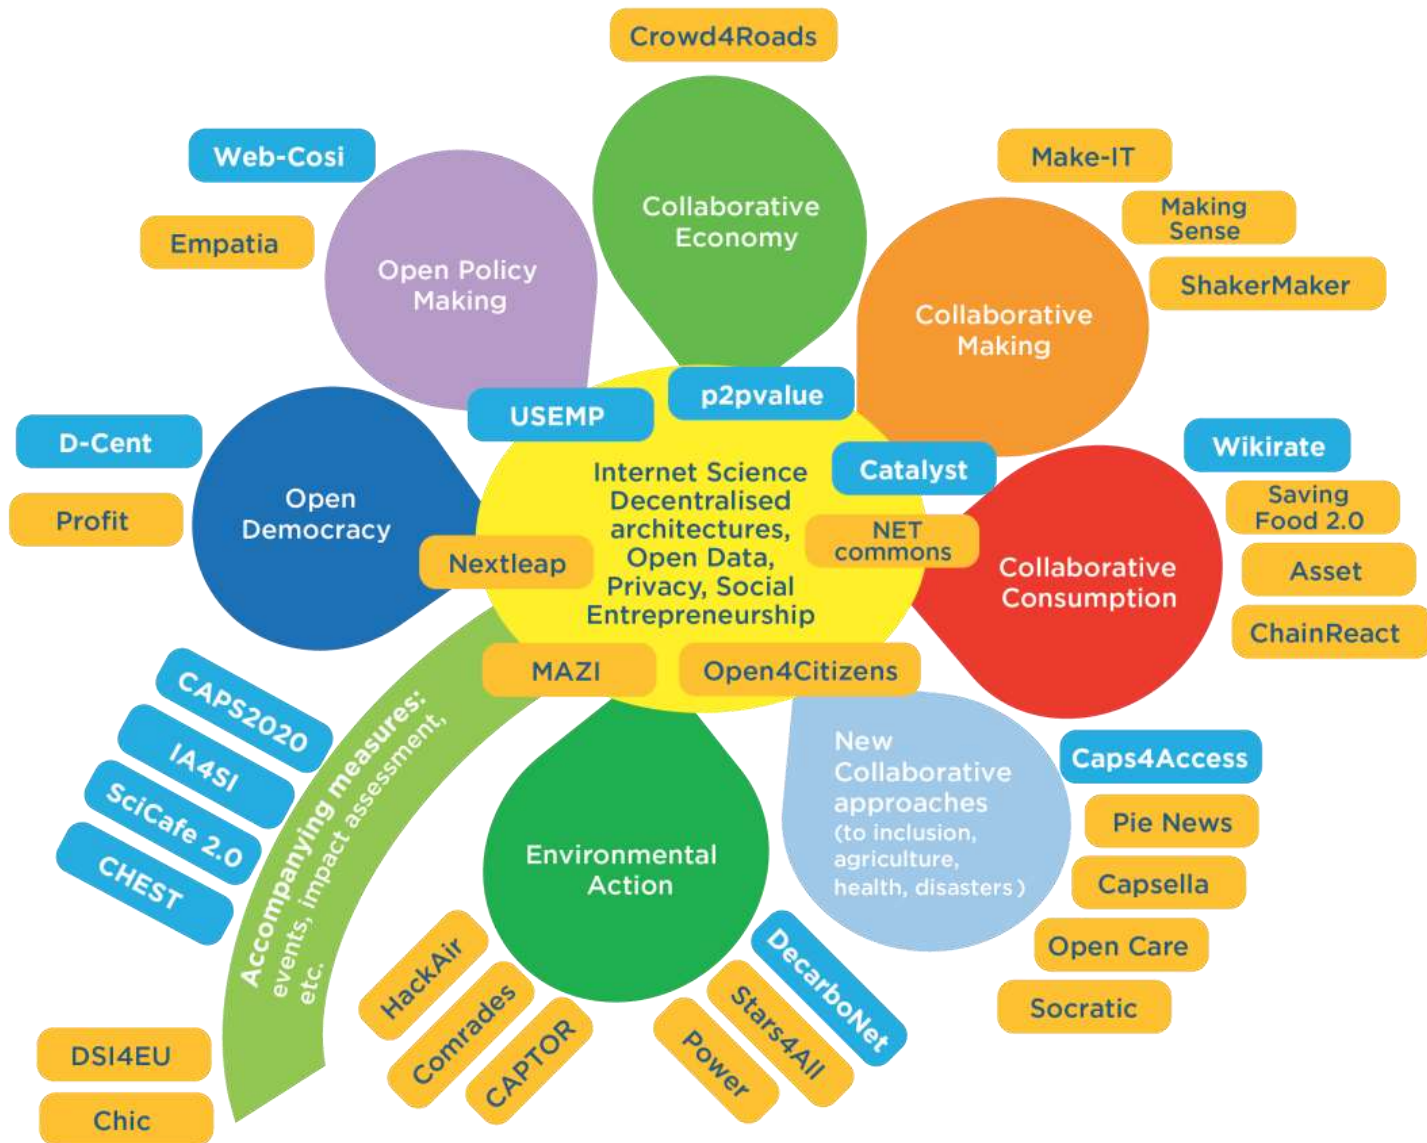 Crowd4Roads
Web-Cosi
Empatia
Open Policy
Making
Collaborative
Economy
Make-IT
Making
Sense
ShakerMaker
Collaborative
Making
USEMP
p2pvalue
Catalyst
NET
commons
Internet Science
Decentralised
architectures,
Open Data,
Privacy, Social
Entrepreneurship
Nextleap
MAZI
Open4Citizens
D-Cent
Profit
Open
Democracy
Wikirate
Saving
Food 2.0
Asset
ChainReact
Collaborative
Consumption
CAPS2020
IA4SI
SciCafe 2.0
CHEST
Accompanying measures:
events, impact assessment,
etc.
DSI4EU
Chic
Environmental
Action
HackAir
Comrades
CAPTOR
Power
Stars4All
DecarboNet
New
Collaborative
approaches
(to inclusion,
agriculture,
health, disasters)
Caps4Access
Pie News
Capsella
Open Care
Socratic